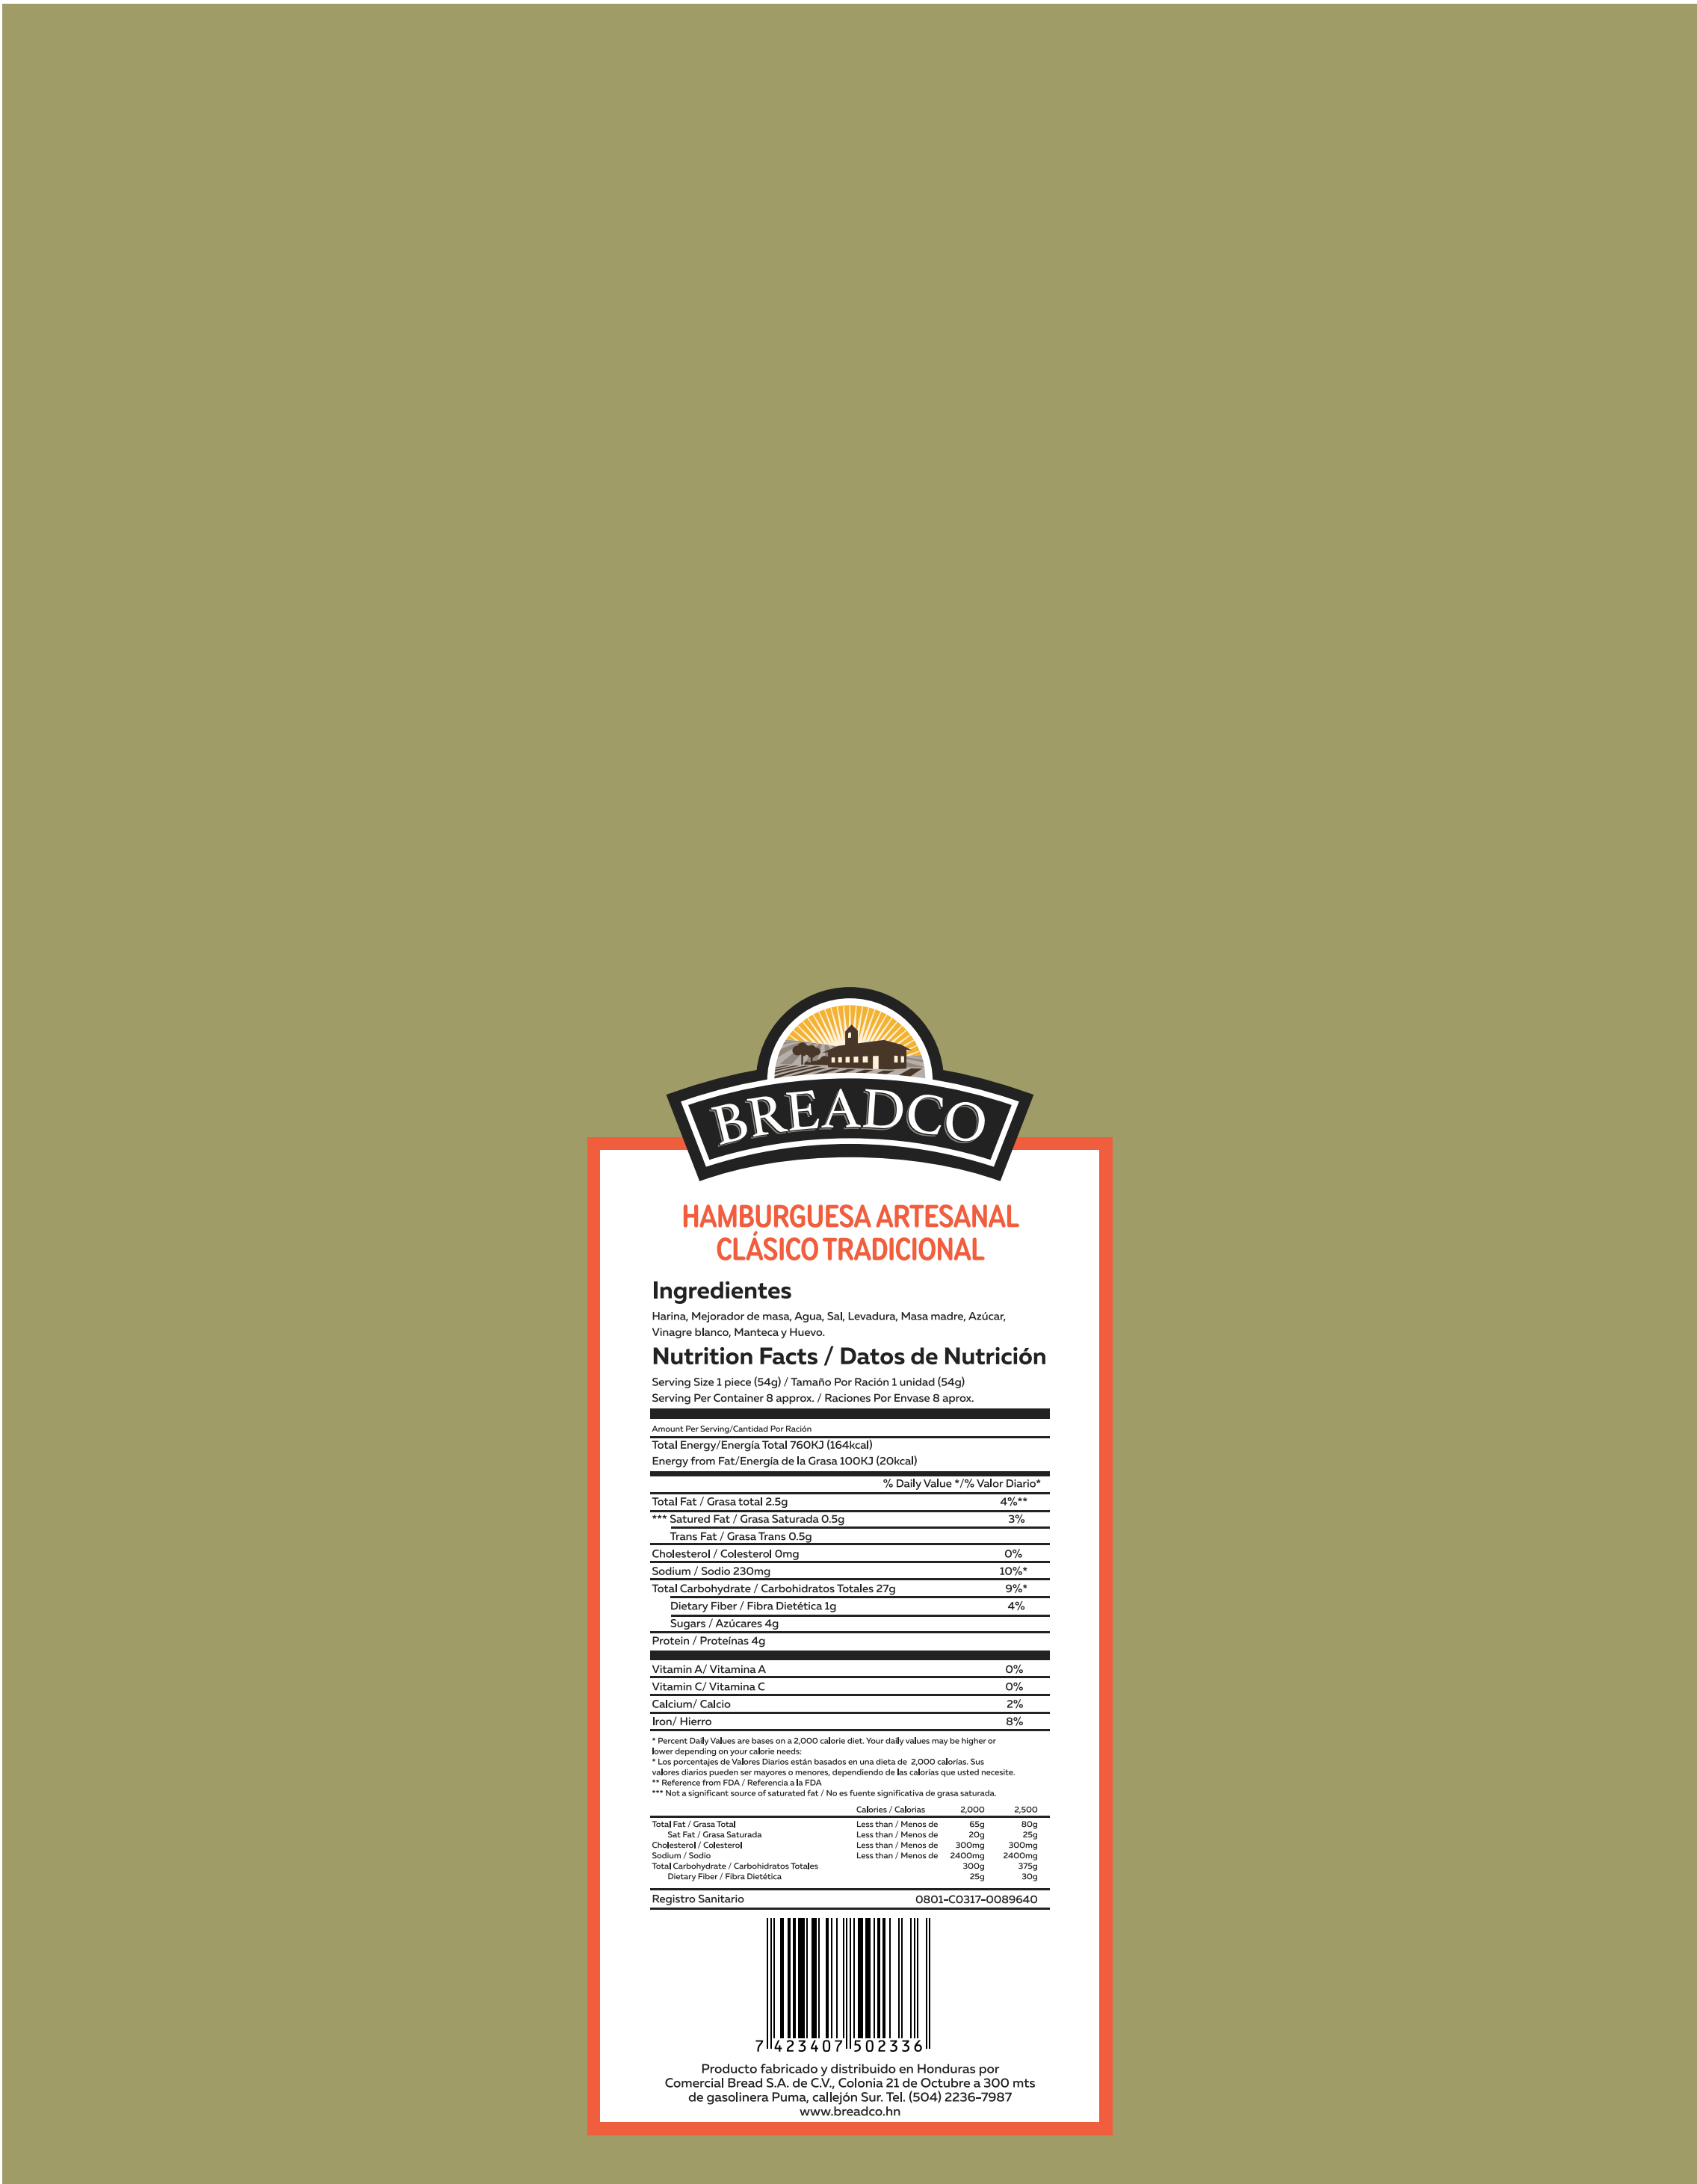 BREADCO
HAMBURGUESA ARTESANAL
CLÁSICO TRADICIONAL
Ingredientes
Harina, Mejorador de masa, Agua, Sal, Levadura, Masa madre, Azúcar,
Vinagre blanco, Manteca y Huevo.
Nutrition Facts / Datos de Nutrición
Serving Size 1 piece (54g) / Tamaño Por Ración 1 unidad (54g)
Serving Per Container 8 approx. / Raciones Por Envase 8 aprox.
Amount Per Serving/Cantidad Por Ración
Total Energy/Energía Total 760KJ (164kcal)
Energy from Fat/Energía de la Grasa 100KJ (20kcal)
% Daily Value */% Valor Diario*
Total Fat / Grasa total 2.5g 4%**
*** Satured Fat / Grasa Saturada 0.5g 3%
Trans Fat / Grasa Trans 0.5g
Cholesterol / Colesterol 0mg 0%
Sodium / Sodio 230mg 10%*
Total Carbohydrate / Carbohidratos Totales 27g 9%*
Dietary Fiber / Fibra Dietética 1g 4%
Sugars / Azúcares 4g
Protein / Proteínas 4g
Vitamin A/ Vitamina A 0%
Vitamin C/ Vitamina C 0%
Calcium/ Calcio 2%
Iron/ Hierro 8%
* Percent Daily Values are bases on a 2,000 calorie diet. Your daily values may be higher or
lower depending on your calorie needs:
* Los porcentajes de Valores Diarios están basados en una dieta de 2,000 calorías. Sus
valores diarios pueden ser mayores o menores, dependiendo de las calorías que usted necesite.
** Reference from FDA / Referencia a la FDA
*** Not a significant source of saturated fat / No es fuente significativa de grasa saturada.
Calories / Calorias 2,000 2,500
Total Fat / Grasa Total Less than / Menos de 65g 80g
Sat Fat / Grasa Saturada Less than / Menos de 20g 25g
Cholesterol / Colesterol Less than / Menos de 300mg 300mg
Sodium / Sodio Less than / Menos de 2400mg 2400mg
Total Carbohydrate / Carbohidratos Totales 300g 375g
Dietary Fiber / Fibra Dietética 25g 30g
Registro Sanitario 0801-C0317-0089640
7 423407 502336
Producto fabricado y distribuido en Honduras por
Comercial Bread S.A. de C.V., Colonia 21 de Octubre a 300 mts
de gasolinera Puma, callejón Sur. Tel. (504) 2236-7987
www.breadco.hn